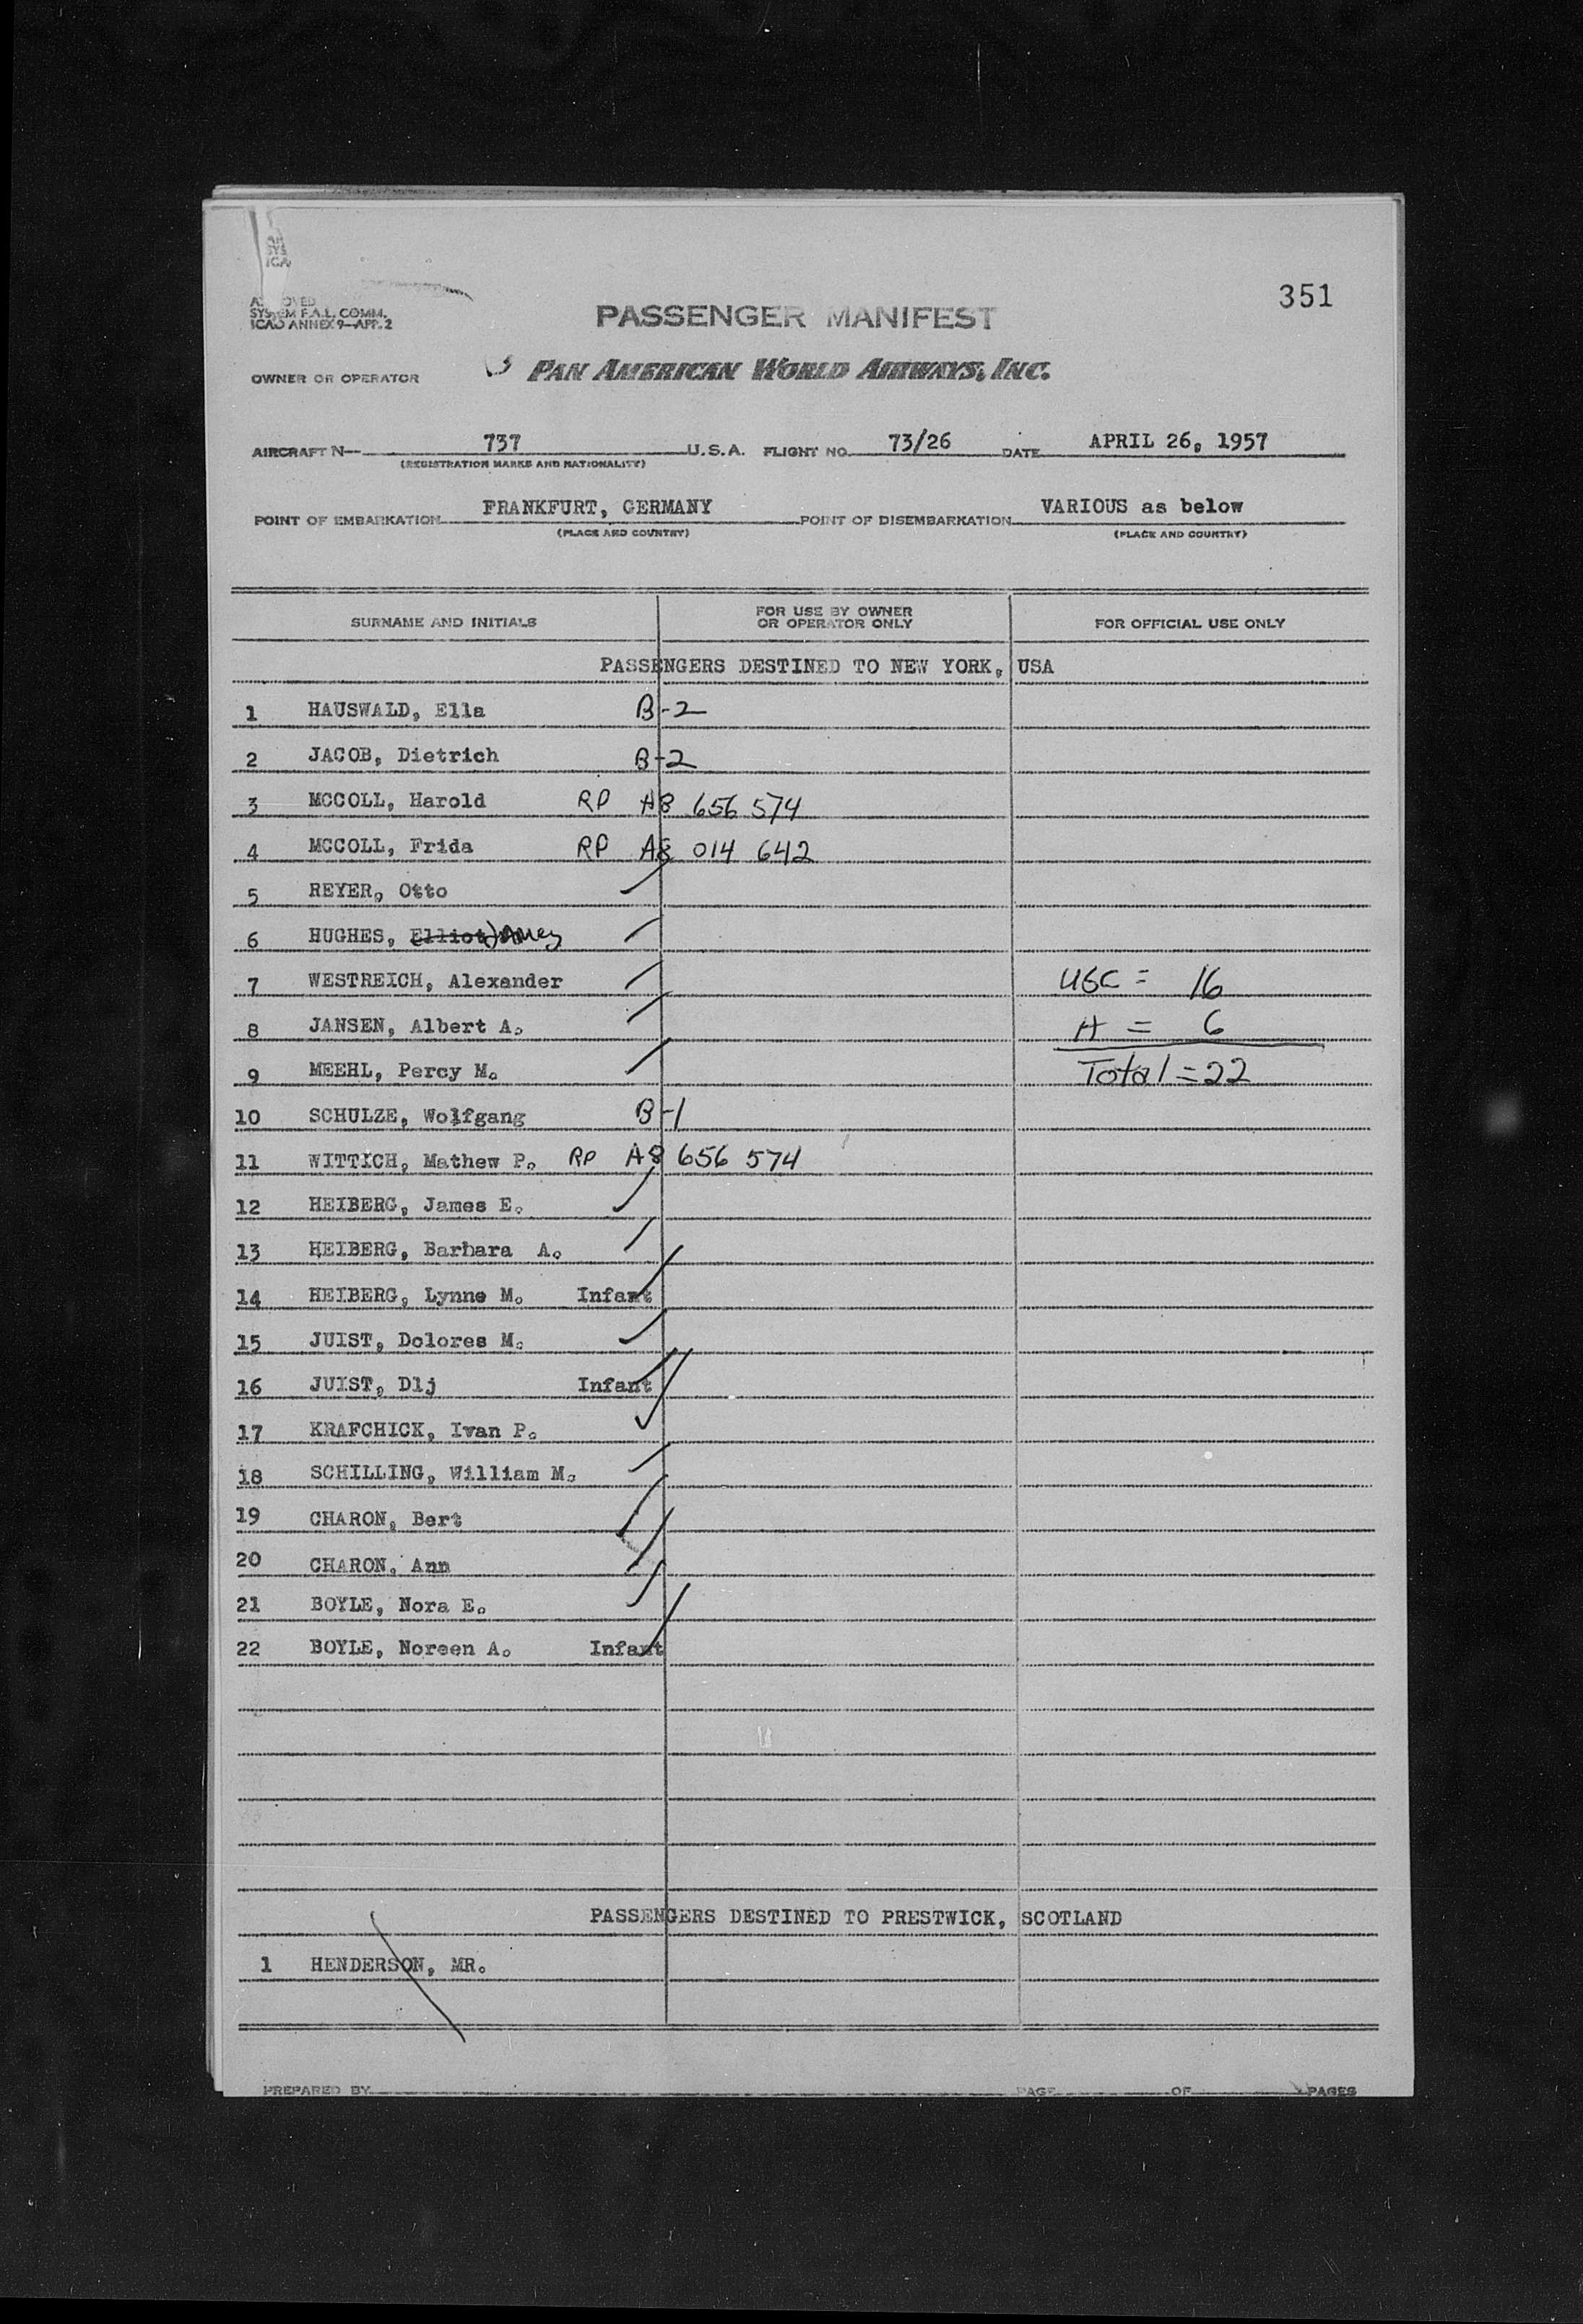 351
APPROVED
SYSTEM F.A.L. COMM.
ICAO ANNEX 9—APP. 2
PASSENGER MANIFEST
OWNER OR OPERATOR PAN AMERICAN WORLD AIRWAYS, INC.
AIRCRAFT N— 737 U.S.A. FLIGHT NO. 73/26 DATE APRIL 26, 1957
(REGISTRATION MARKS AND NATIONALITY)
POINT OF EMBARKATION FRANKFURT, GERMANY POINT OF DISEMBARKATION VARIOUS as below
(PLACE AND COUNTRY) (PLACE AND COUNTRY)
SURNAME AND INITIALS FOR USE BY OWNER OR OPERATOR ONLY FOR OFFICIAL USE ONLY
PASSENGERS DESTINED TO NEW YORK, USA
1 HAUSWALD, Ella B-2
2 JACOB, Dietrich B-2
3 MCCOLL, Harold RP A8 656 574
4 MCCOLL, Frida RP A8 014 642
5 REYER, Otto
6 HUGHES, Elliot
7 WESTREICH, Alexander USC = 16
8 JANSEN, Albert A. A = 6
9 MEEHL, Percy M. Total = 22
10 SCHULZE, Wolfgang B-1
11 WITTICH, Mathew P. RP A8 656 574
12 HEIBERG, James E.
13 HEIBERG, Barbara A.
14 HEIBERG, Lynne M. Infant
15 JUIST, Dolores M.
16 JUIST, Dlj Infant
17 KRAFCHICK, Ivan P.
18 SCHILLING, William M.
19 CHARON, Bert
20 CHARON, Ann
21 BOYLE, Nora E.
22 BOYLE, Noreen A. Infant
PASSENGERS DESTINED TO PRESTWICK, SCOTLAND
1 HENDERSON, MR.
PREPARED BY PAGE OF PAGES